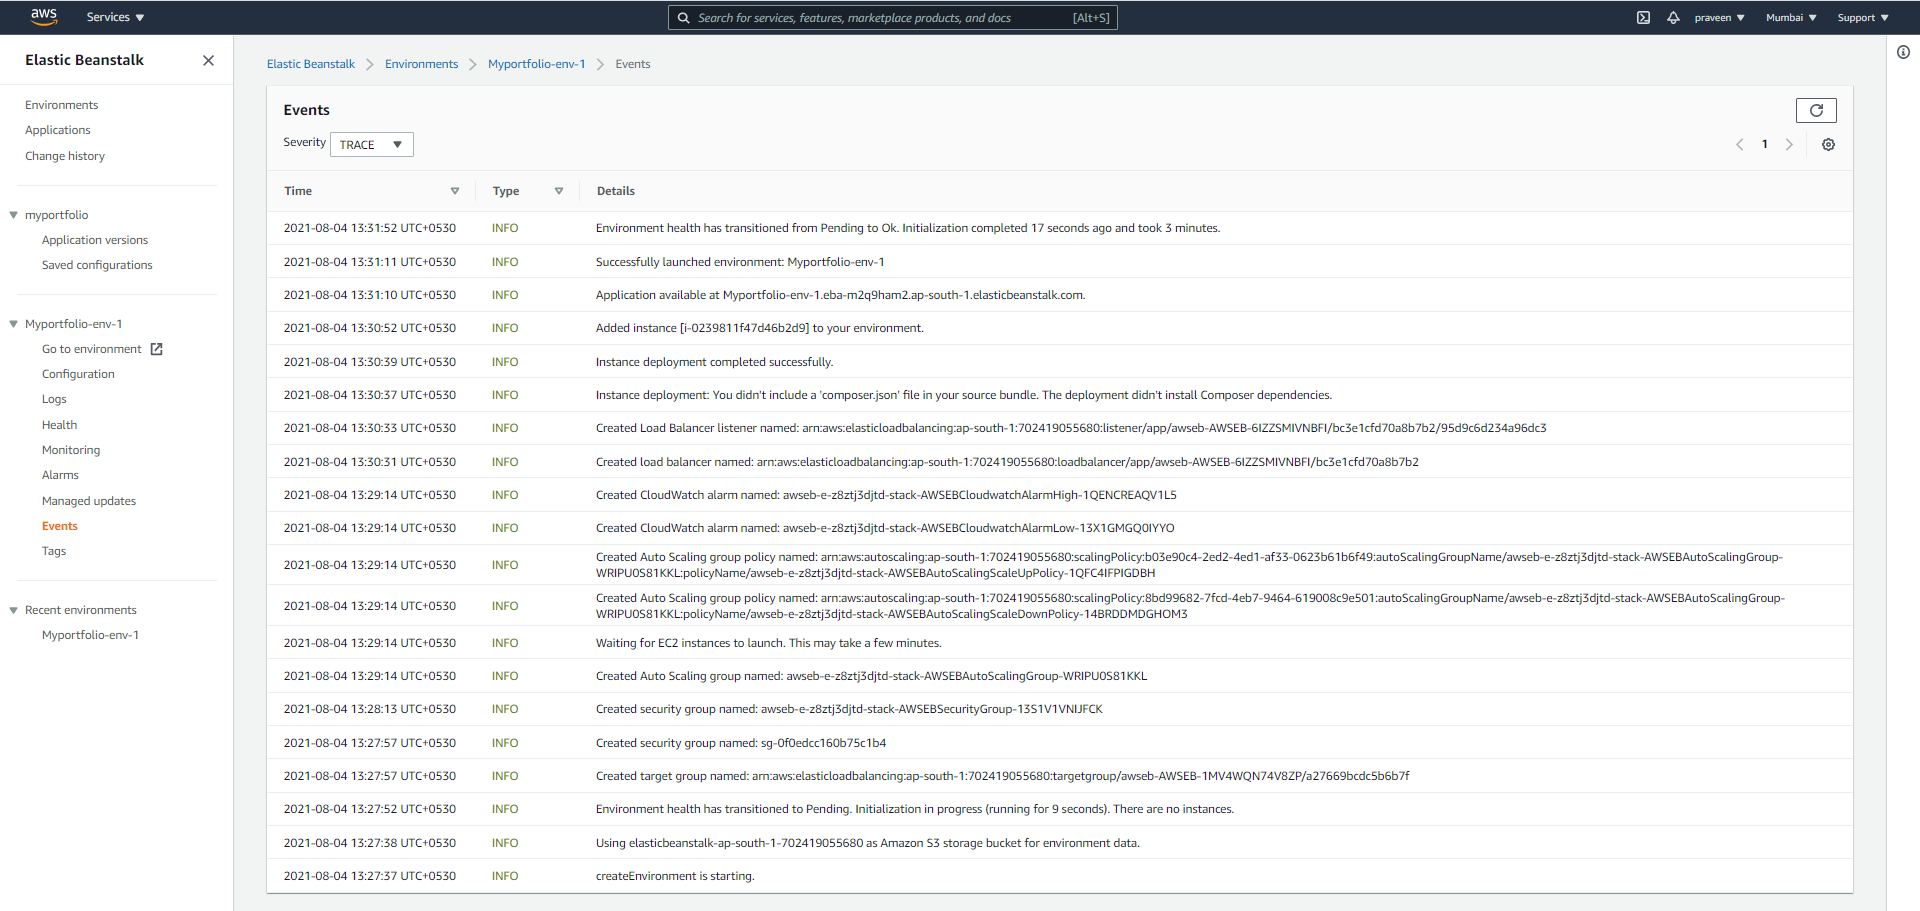 aws
Services
Search for services, features, marketplace products, and docs [Alt+S]
praveen
Mumbai
Support
Elastic Beanstalk
Environments
Applications
Change history
myportfolio
Application versions
Saved configurations
Myportfolio-env-1
Go to environment
Configuration
Logs
Health
Monitoring
Alarms
Managed updates
Events
Tags
Recent environments
Myportfolio-env-1
Elastic Beanstalk > Environments > Myportfolio-env-1 > Events
Events
Severity TRACE
1
Time Type Details
2021-08-04 13:31:52 UTC+0530 INFO Environment health has transitioned from Pending to Ok. Initialization completed 17 seconds ago and took 3 minutes.
2021-08-04 13:31:11 UTC+0530 INFO Successfully launched environment: Myportfolio-env-1
2021-08-04 13:31:10 UTC+0530 INFO Application available at Myportfolio-env-1.eba-m2q9ham2.ap-south-1.elasticbeanstalk.com.
2021-08-04 13:30:52 UTC+0530 INFO Added instance [i-0239811f47d46b2d9] to your environment.
2021-08-04 13:30:39 UTC+0530 INFO Instance deployment completed successfully.
2021-08-04 13:30:37 UTC+0530 INFO Instance deployment: You didn't include a 'composer.json' file in your source bundle. The deployment didn't install Composer dependencies.
2021-08-04 13:30:33 UTC+0530 INFO Created Load Balancer listener named: arn:aws:elasticloadbalancing:ap-south-1:702419055680:listener/app/awseb-AWSEB-6IZZSMIVNBFI/bc3e1cfd70a8b7b2/95d9c6d234a96dc3
2021-08-04 13:30:31 UTC+0530 INFO Created load balancer named: arn:aws:elasticloadbalancing:ap-south-1:702419055680:loadbalancer/app/awseb-AWSEB-6IZZSMIVNBFI/bc3e1cfd70a8b7b2
2021-08-04 13:29:14 UTC+0530 INFO Created CloudWatch alarm named: awseb-e-z8ztj3djtd-stack-AWSEBCloudwatchAlarmHigh-1QENCREAQV1L5
2021-08-04 13:29:14 UTC+0530 INFO Created CloudWatch alarm named: awseb-e-z8ztj3djtd-stack-AWSEBCloudwatchAlarmLow-13X1GMGQ0IYYO
2021-08-04 13:29:14 UTC+0530 INFO Created Auto Scaling group policy named: arn:aws:autoscaling:ap-south-1:702419055680:scalingPolicy:b03e90c4-2ed2-4ed1-af33-0623b61b6f49:autoScalingGroupName/awseb-e-z8ztj3djtd-stack-AWSEBAutoScalingGroup-
WRIPU0S81KKL:policyName/awseb-e-z8ztj3djtd-stack-AWSEBAutoScalingScaleUpPolicy-1QFC4IFPIGDBH
2021-08-04 13:29:14 UTC+0530 INFO Created Auto Scaling group policy named: arn:aws:autoscaling:ap-south-1:702419055680:scalingPolicy:8bd99682-7fcd-4eb7-9464-619008c9e501:autoScalingGroupName/awseb-e-z8ztj3djtd-stack-AWSEBAutoScalingGroup-
WRIPU0S81KKL:policyName/awseb-e-z8ztj3djtd-stack-AWSEBAutoScalingScaleDownPolicy-14BRDDMDGHOM3
2021-08-04 13:29:14 UTC+0530 INFO Waiting for EC2 instances to launch. This may take a few minutes.
2021-08-04 13:29:14 UTC+0530 INFO Created Auto Scaling group named: awseb-e-z8ztj3djtd-stack-AWSEBAutoScalingGroup-WRIPU0S81KKL
2021-08-04 13:28:13 UTC+0530 INFO Created security group named: awseb-e-z8ztj3djtd-stack-AWSEBSecurityGroup-13S1V1VNIJFCK
2021-08-04 13:27:57 UTC+0530 INFO Created security group named: sg-0f0edcc160b75c1b4
2021-08-04 13:27:57 UTC+0530 INFO Created target group named: arn:aws:elasticloadbalancing:ap-south-1:702419055680:targetgroup/awseb-AWSEB-1MV4WQN74V8ZP/a27669bcdc5b6b7f
2021-08-04 13:27:52 UTC+0530 INFO Environment health has transitioned to Pending. Initialization in progress (running for 9 seconds). There are no instances.
2021-08-04 13:27:38 UTC+0530 INFO Using elasticbeanstalk-ap-south-1-702419055680 as Amazon S3 storage bucket for environment data.
2021-08-04 13:27:37 UTC+0530 INFO createEnvironment is starting.